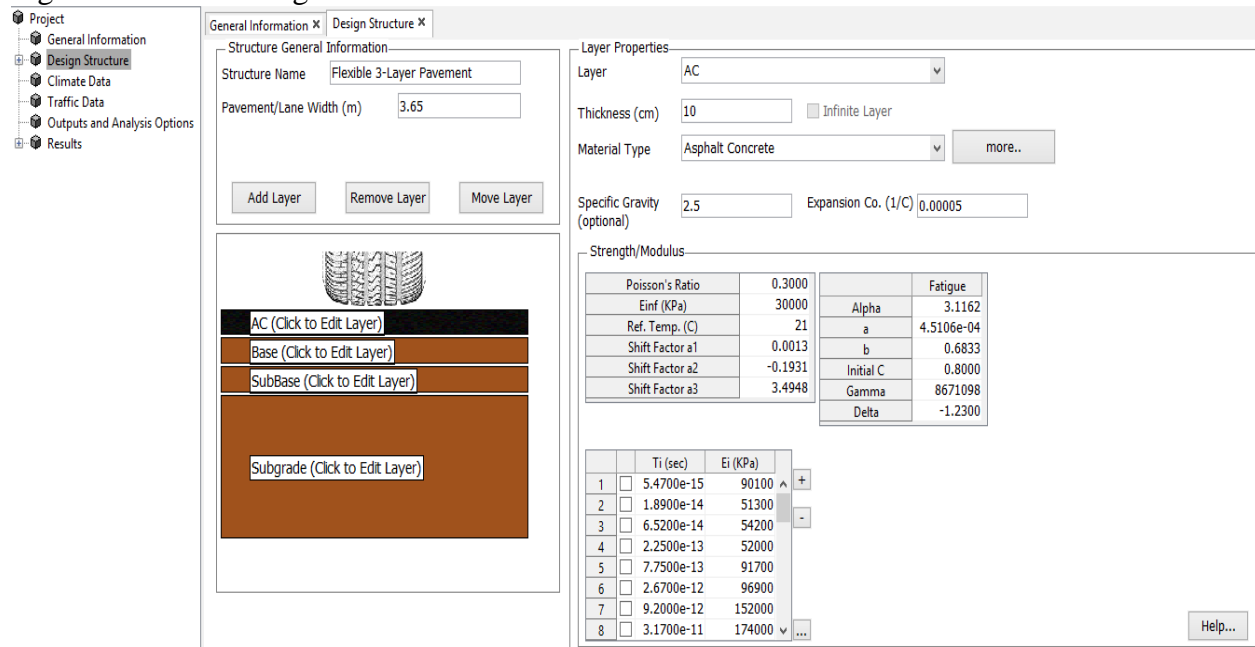 Project
General Information
Design Structure
Climate Data
Traffic Data
Outputs and Analysis Options
Results
General Information × Design Structure ×
Structure General Information
Structure Name Flexible 3-Layer Pavement
Pavement/Lane Width (m) 3.65
Add Layer Remove Layer Move Layer
AC (Click to Edit Layer)
Base (Click to Edit Layer)
SubBase (Click to Edit Layer)
Subgrade (Click to Edit Layer)
Layer Properties
Layer AC
Thickness (cm) 10 Infinite Layer
Material Type Asphalt Concrete more..
Specific Gravity (optional) 2.5 Expansion Co. (1/C) 0.00005
Strength/Modulus
Poisson's Ratio 0.3000
Einf (KPa) 30000
Ref. Temp. (C) 21
Shift Factor a1 0.0013
Shift Factor a2 -0.1931
Shift Factor a3 3.4948
Fatigue
Alpha 3.1162
a 4.5106e-04
b 0.6833
Initial C 0.8000
Gamma 8671098
Delta -1.2300
Ti (sec) Ei (KPa)
1 5.4700e-15 90100
2 1.8900e-14 51300
3 6.5200e-14 54200
4 2.2500e-13 52000
5 7.7500e-13 91700
6 2.6700e-12 96900
7 9.2000e-12 152000
8 3.1700e-11 174000
+
-
...
Help...